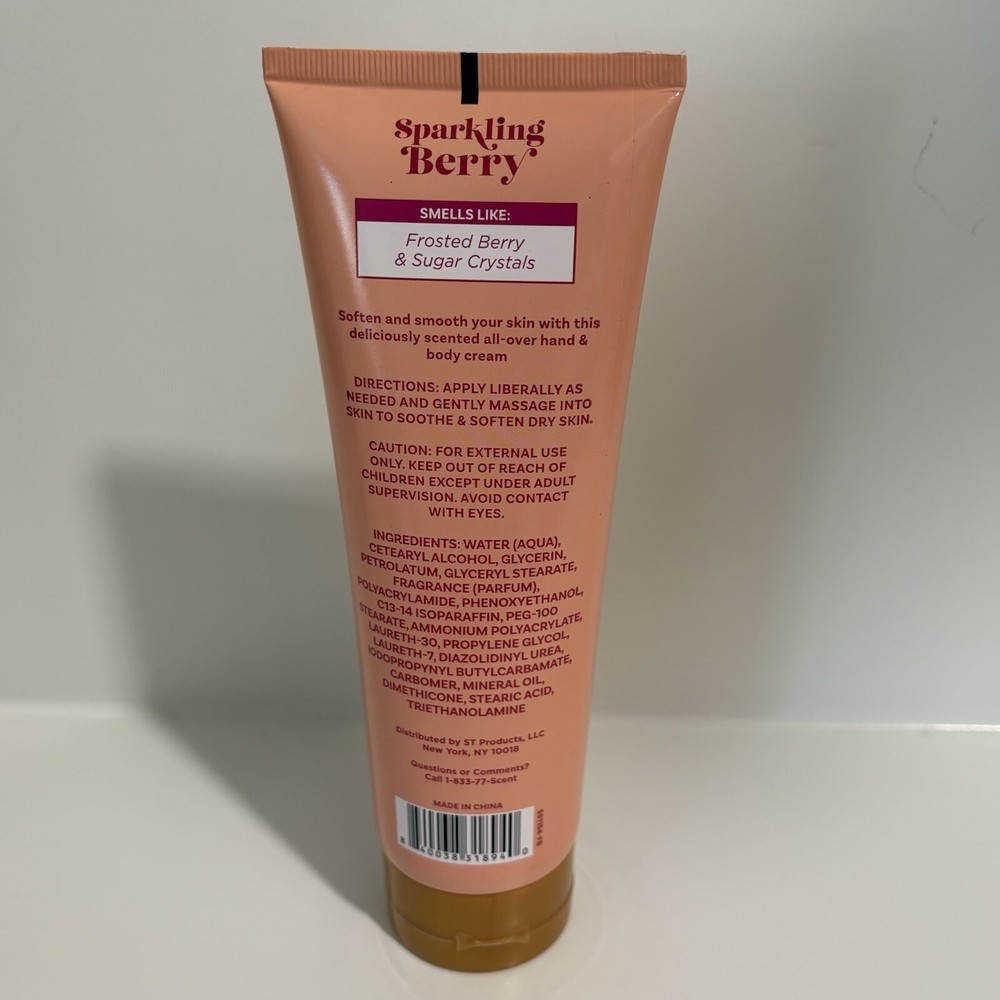 Sparkling
Berry
SMELLS LIKE:
Frosted Berry
& Sugar Crystals
Soften and smooth your skin with this
deliciously scented all-over hand &
body cream
DIRECTIONS: APPLY LIBERALLY AS
NEEDED AND GENTLY MASSAGE INTO
SKIN TO SOOTHE & SOFTEN DRY SKIN.
CAUTION: FOR EXTERNAL USE
ONLY. KEEP OUT OF REACH OF
CHILDREN EXCEPT UNDER ADULT
SUPERVISION. AVOID CONTACT
WITH EYES.
INGREDIENTS: WATER (AQUA),
CETEARYL ALCOHOL, GLYCERIN,
PETROLATUM, GLYCERYL STEARATE,
FRAGRANCE (PARFUM),
POLYACRYLAMIDE, PHENOXYETHANOL,
C13-14 ISOPARAFFIN, PEG-100
STEARATE, AMMONIUM POLYACRYLATE,
LAURETH-30, PROPYLENE GLYCOL,
LAURETH-7, DIAZOLIDINYL UREA,
IODOPROPYNYL BUTYLCARBAMATE,
CARBOMER, MINERAL OIL,
DIMETHICONE, STEARIC ACID,
TRIETHANOLAMINE
Distributed by ST Products, LLC
New York, NY 10018
Questions or Comments?
Call 1-833-77-Scent
MADE IN CHINA
8 40038 31894 0